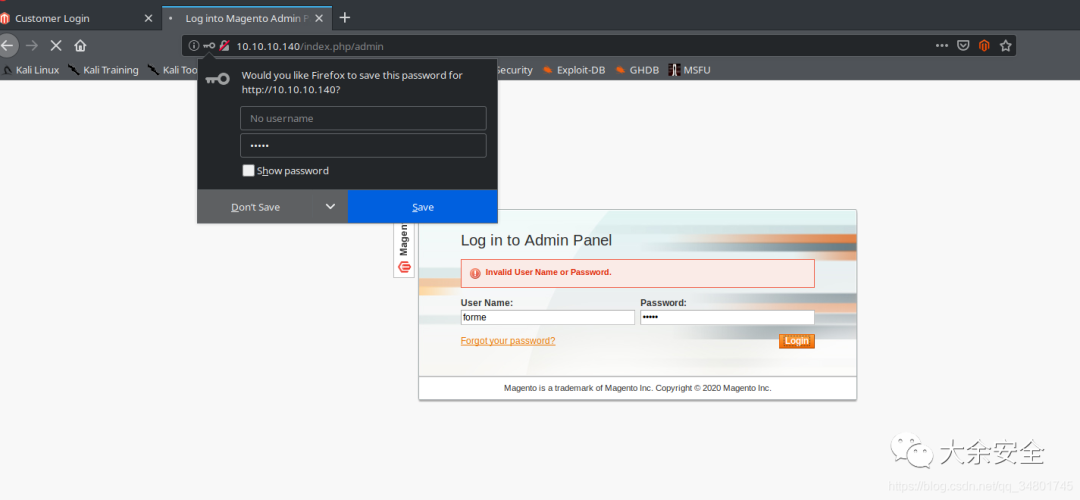 Customer Login
Log into Magento Admin P
10.10.10.140/index.php/admin
Kali Linux
Kali Training
Kali Too
Security
Exploit-DB
GHDB
MSFU
Would you like Firefox to save this password for
http://10.10.10.140?
No username
•••••
Show password
Don't Save
Save
Magen
Log in to Admin Panel
Invalid User Name or Password.
User Name:
Password:
forme
•••••
Forgot your password?
Login
Magento is a trademark of Magento Inc. Copyright © 2020 Magento Inc.
大余安全
https://blog.csdn.net/qq_34801745